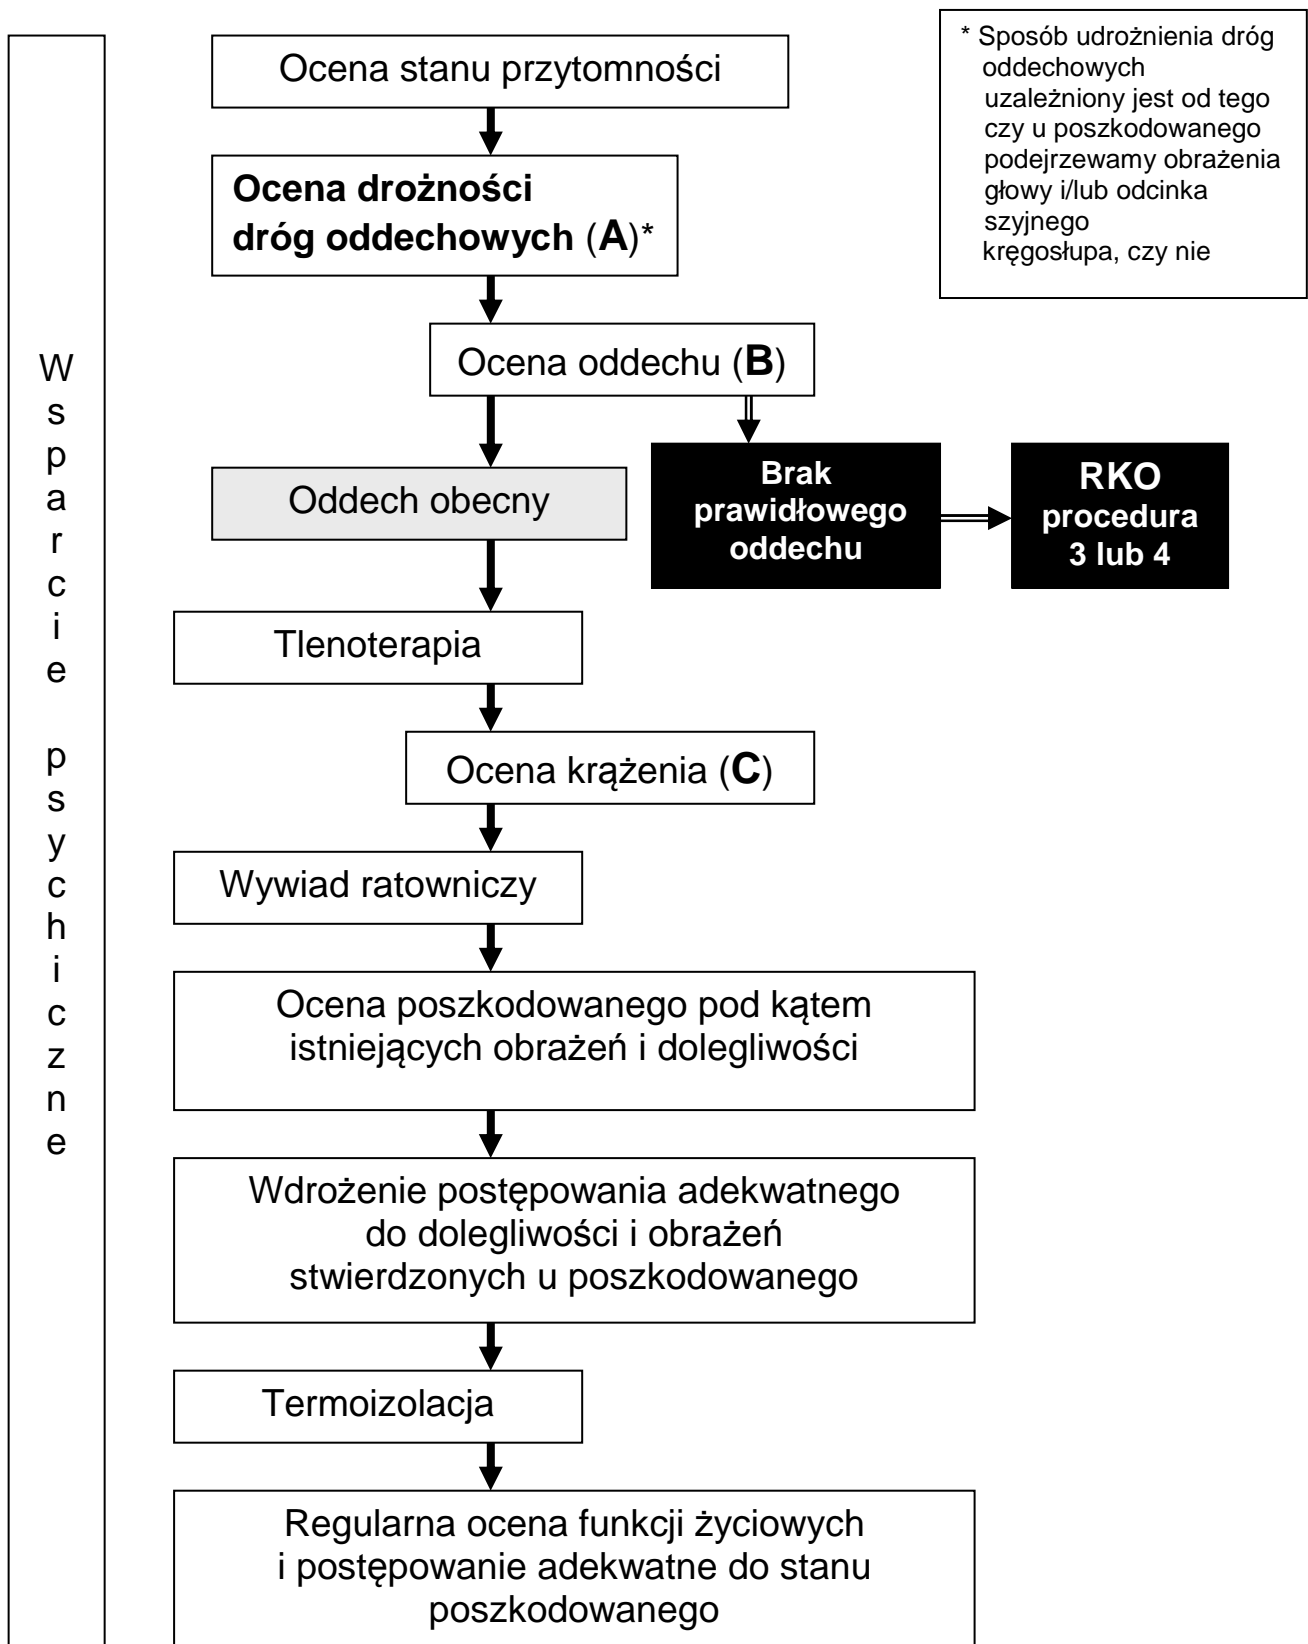 Ocena stanu przytomności
* Sposób udrożnienia dróg
oddechowych
uzależniony jest od tego
czy u poszkodowanego
podejrzewamy obrażenia
głowy i/lub odcinka
szyjnego
kręgosłupa, czy nie
Ocena drożności
dróg oddechowych (A)*
Ocena oddechu (B)
Oddech obecny
Brak
prawidłowego
oddechu
RKO
procedura
3 lub 4
Tlenoterapia
Ocena krążenia (C)
Wywiad ratowniczy
Ocena poszkodowanego pod kątem
istniejących obrażeń i dolegliwości
Wdrożenie postępowania adekwatnego
do dolegliwości i obrażeń
stwierdzonych u poszkodowanego
Termoizolacja
Regularna ocena funkcji życiowych
i postępowanie adekwatne do stanu
poszkodowanego
Wsparcie psychiczne